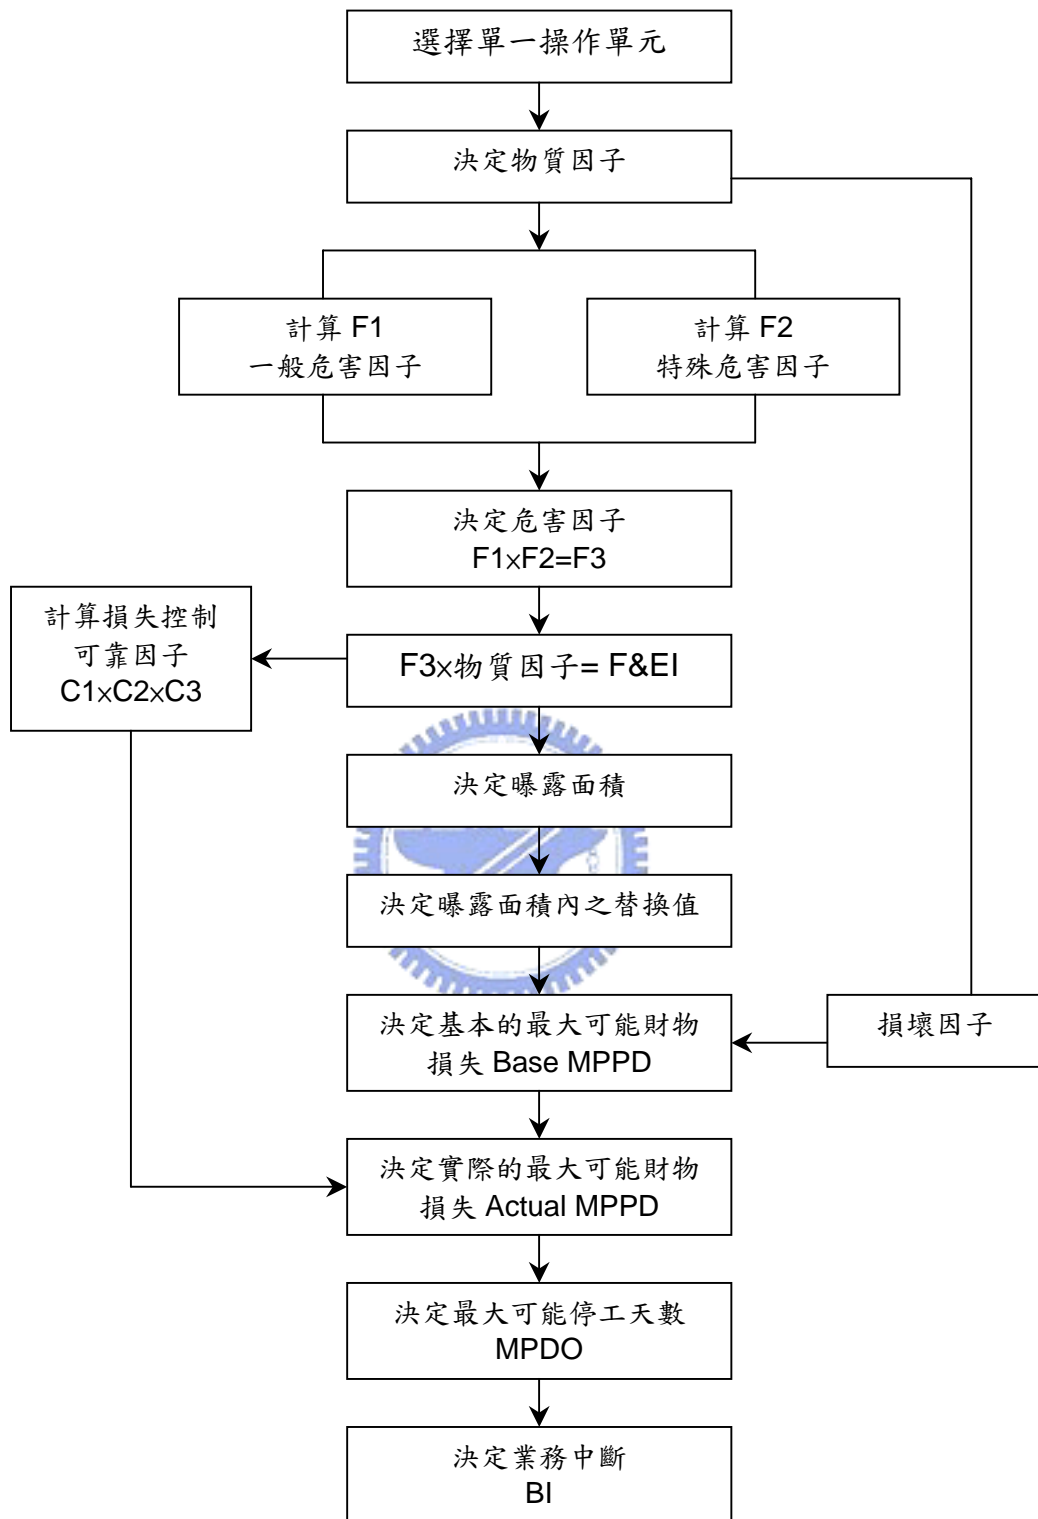 選擇單一操作單元
決定物質因子
計算 F1
一般危害因子
計算 F2
特殊危害因子
決定危害因子
F1×F2=F3
計算損失控制
可靠因子
C1×C2×C3
F3×物質因子= F&EI
決定曝露面積
決定曝露面積內之替換值
決定基本的最大可能財物
損失 Base MPPD
損壞因子
決定實際的最大可能財物
損失 Actual MPPD
決定最大可能停工天數
MPDO
決定業務中斷
BI